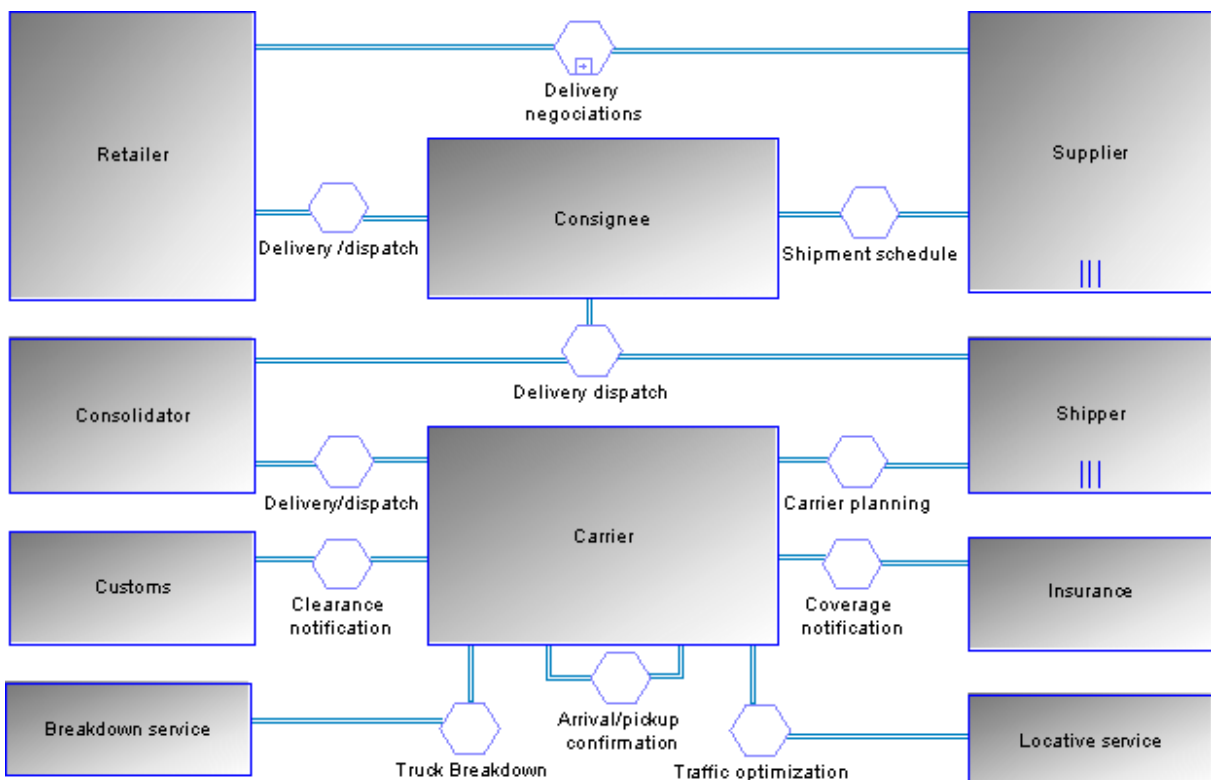 Delivery
negociations
Retailer
Supplier
Consignee
Delivery /dispatch
Shipment schedule
Delivery dispatch
Consolidator
Shipper
Delivery/dispatch
Carrier planning
Carrier
Customs
Insurance
Clearance
notification
Coverage
notification
Breakdown service
Arrival/pickup
confirmation
Locative service
Truck Breakdown
Traffic optimization